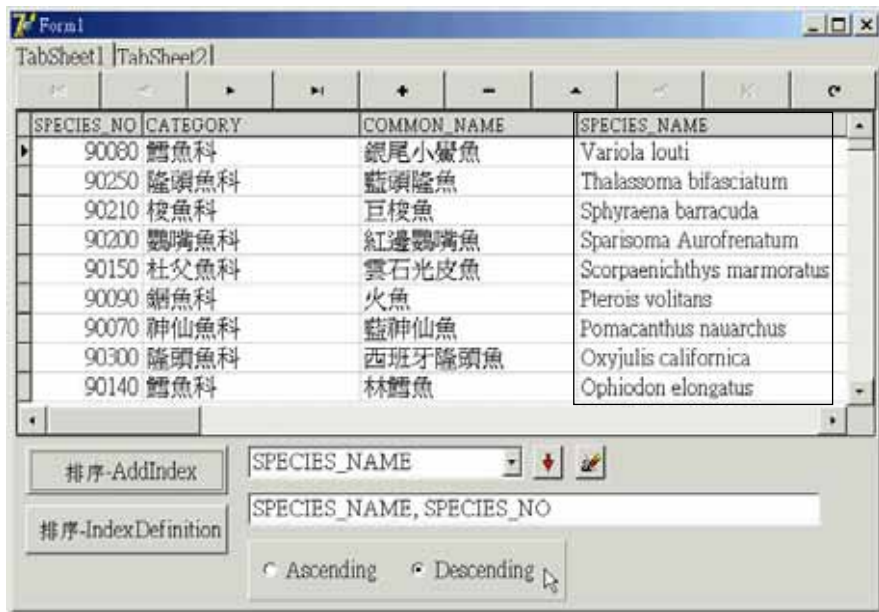 Form1
TabSheet1 TabSheet2
SPECIES_NO CATEGORY COMMON_NAME SPECIES_NAME
90080 鱈魚科 銀尾小鱟魚 Variola louti
90250 隆頭魚科 藍頭隆魚 Thalassoma bifasciatum
90210 梭魚科 巨梭魚 Sphyraena barracuda
90200 鸚嘴魚科 紅邊鸚嘴魚 Sparisoma Aurofrenatum
90150 杜父魚科 雲石光皮魚 Scorpaenichthys marmoratus
90090 鎇魚科 火魚 Pterois volitans
90070 神仙魚科 藍神仙魚 Pomacanthus nauarchus
90300 隆頭魚科 西班牙隆頭魚 Oxyjulis californica
90140 鱈魚科 林鱈魚 Ophiodon elongatus
排序-AddIndex SPECIES_NAME
排序-IndexDefinition SPECIES_NAME, SPECIES_NO
Ascending Descending